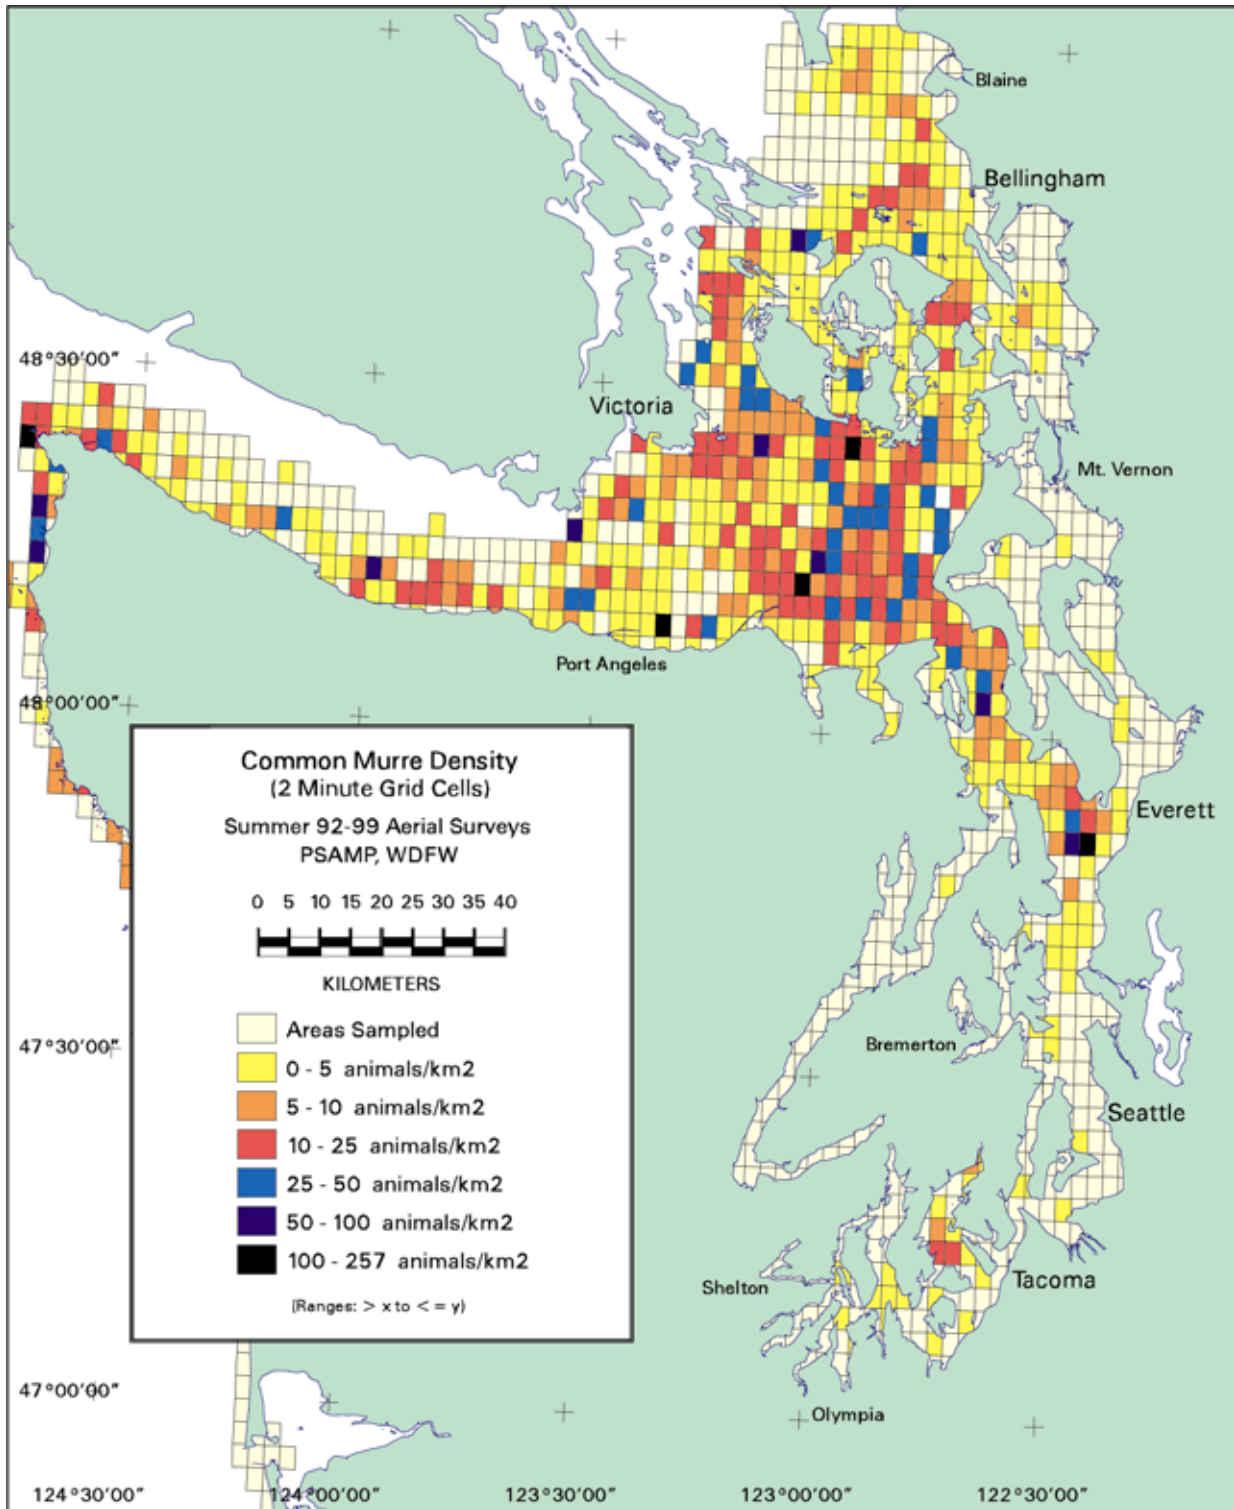 Blaine
Bellingham
48°30'00"
Victoria
Mt. Vernon
Port Angeles
48°00'00"
Common Murre Density
(2 Minute Grid Cells)
Summer 92-99 Aerial Surveys
PSAMP, WDFW
0 5 10 15 20 25 30 35 40
KILOMETERS
Areas Sampled
0 - 5 animals/km2
5 - 10 animals/km2
10 - 25 animals/km2
25 - 50 animals/km2
50 - 100 animals/km2
100 - 257 animals/km2
(Ranges: > x to < = y)
Everett
47°30'00"
Bremerton
Seattle
Shelton
Tacoma
47°00'00"
Olympia
124°30'00" 124°00'00" 123°30'00" 123°00'00" 122°30'00"